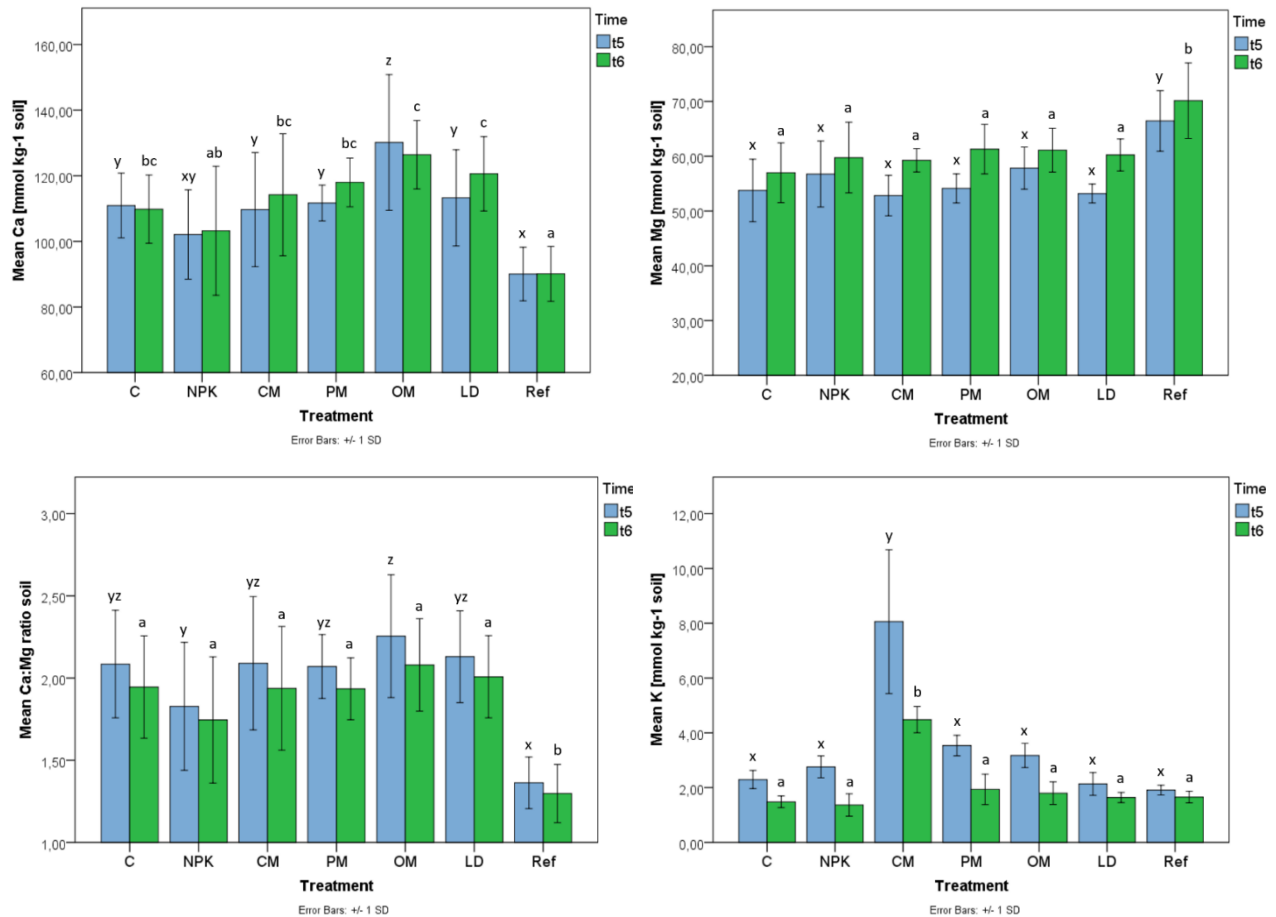 Mean Ca [mmol kg-1 soil]
160,00
140,00
120,00
100,00
80,00
60,00
y bc xy ab y bc y bc z c y c x a
C NPK CM PM OM LD Ref
Treatment
Error Bars: +/- 1 SD
Time
t5
t6
Mean Mg [mmol kg-1 soil]
80,00
70,00
60,00
50,00
40,00
30,00
20,00
x a x a x a x a x a x a y b
C NPK CM PM OM LD Ref
Treatment
Error Bars: +/- 1 SD
Time
t5
t6
Mean Ca:Mg ratio soil
3,00
2,50
2,00
1,50
1,00
yz a y a yz a yz a z a yz a x b
C NPK CM PM OM LD Ref
Treatment
Error Bars: +/- 1 SD
Time
t5
t6
Mean K [mmol kg-1 soil]
12,00
10,00
8,00
6,00
4,00
2,00
0,00
x a x a y b x a x a x a x a
C NPK CM PM OM LD Ref
Treatment
Error Bars: +/- 1 SD
Time
t5
t6